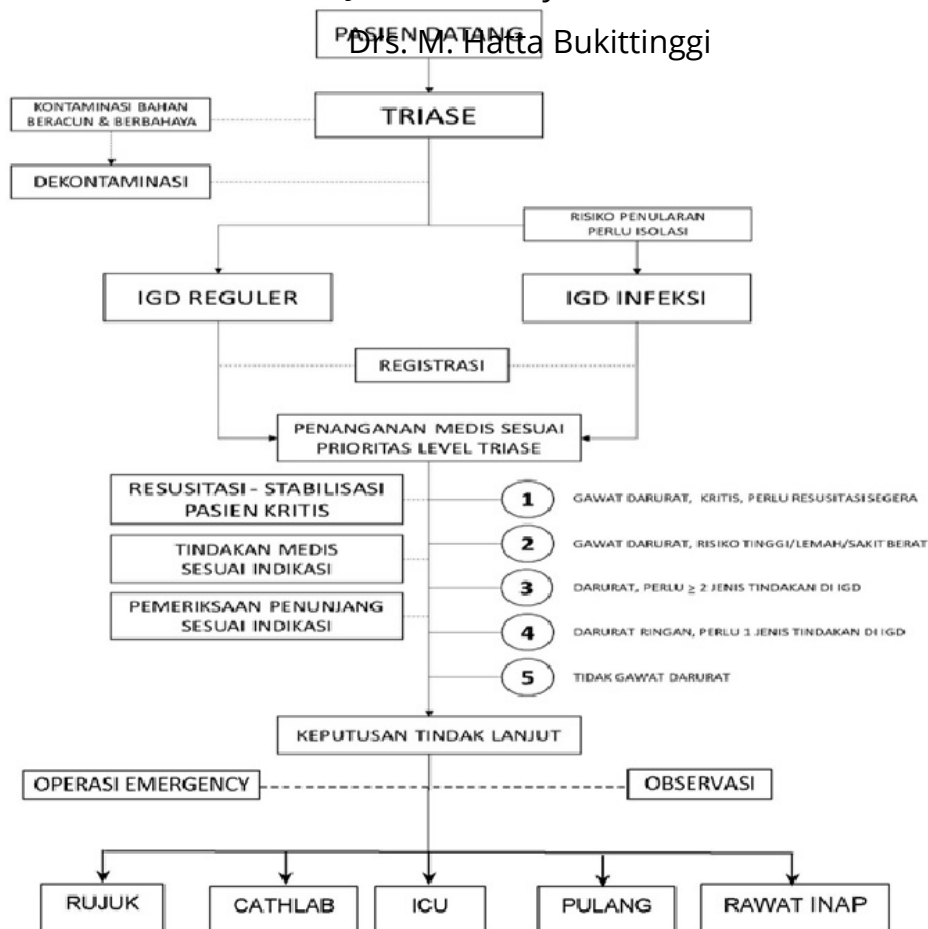 PASIEN DATANG
Drs. M. Hatta Bukittinggi
KONTAMINASI BAHAN
BERACUN & BERBAHAYA
TRIASE
DEKONTAMINASI
RISIKO PENULARAN
PERLU ISOLASI
IGD REGULER
IGD INFEKSI
REGISTRASI
PENANGANAN MEDIS SESUAI
PRIORITAS LEVEL TRIASE
RESUSITASI - STABILISASI
PASIEN KRITIS
1 GAWAT DARURAT, KRITIS, PERLU RESUSITASI SEGERA
TINDAKAN MEDIS
SESUAI INDIKASI
2 GAWAT DARURAT, RISIKO TINGGI/LEMAH/SAKIT BERAT
PEMERIKSAAN PENUNJANG
SESUAI INDIKASI
3 DARURAT, PERLU ≥ 2 JENIS TINDAKAN DI IGD
4 DARURAT RINGAN, PERLU 1 JENIS TINDAKAN DI IGD
5 TIDAK GAWAT DARURAT
KEPUTUSAN TINDAK LANJUT
OPERASI EMERGENCY
OBSERVASI
RUJUK
CATHLAB
ICU
PULANG
RAWAT INAP